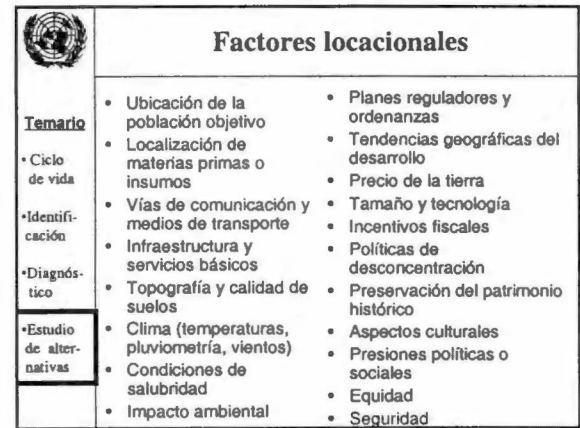 Factores locacionales
Temario
• Ciclo
de vida
•Identifi-
cación
•Diagnós-
tico
•Estudio
de alter-
nativas
• Ubicación de la
población objetivo
• Localización de
materias primas o
insumos
• Vías de comunicación y
medios de transporte
• Infraestructura y
servicios básicos
• Topografía y calidad de
suelos
• Clima (temperaturas,
pluviometría, vientos)
• Condiciones de
salubridad
• Impacto ambiental
• Planes reguladores y
ordenanzas
• Tendencias geográficas del
desarrollo
• Precio de la tierra
• Tamaño y tecnología
• Incentivos fiscales
• Políticas de
desconcentración
• Preservación del patrimonio
histórico
• Aspectos culturales
• Presiones políticas o
sociales
• Equidad
• Seguridad